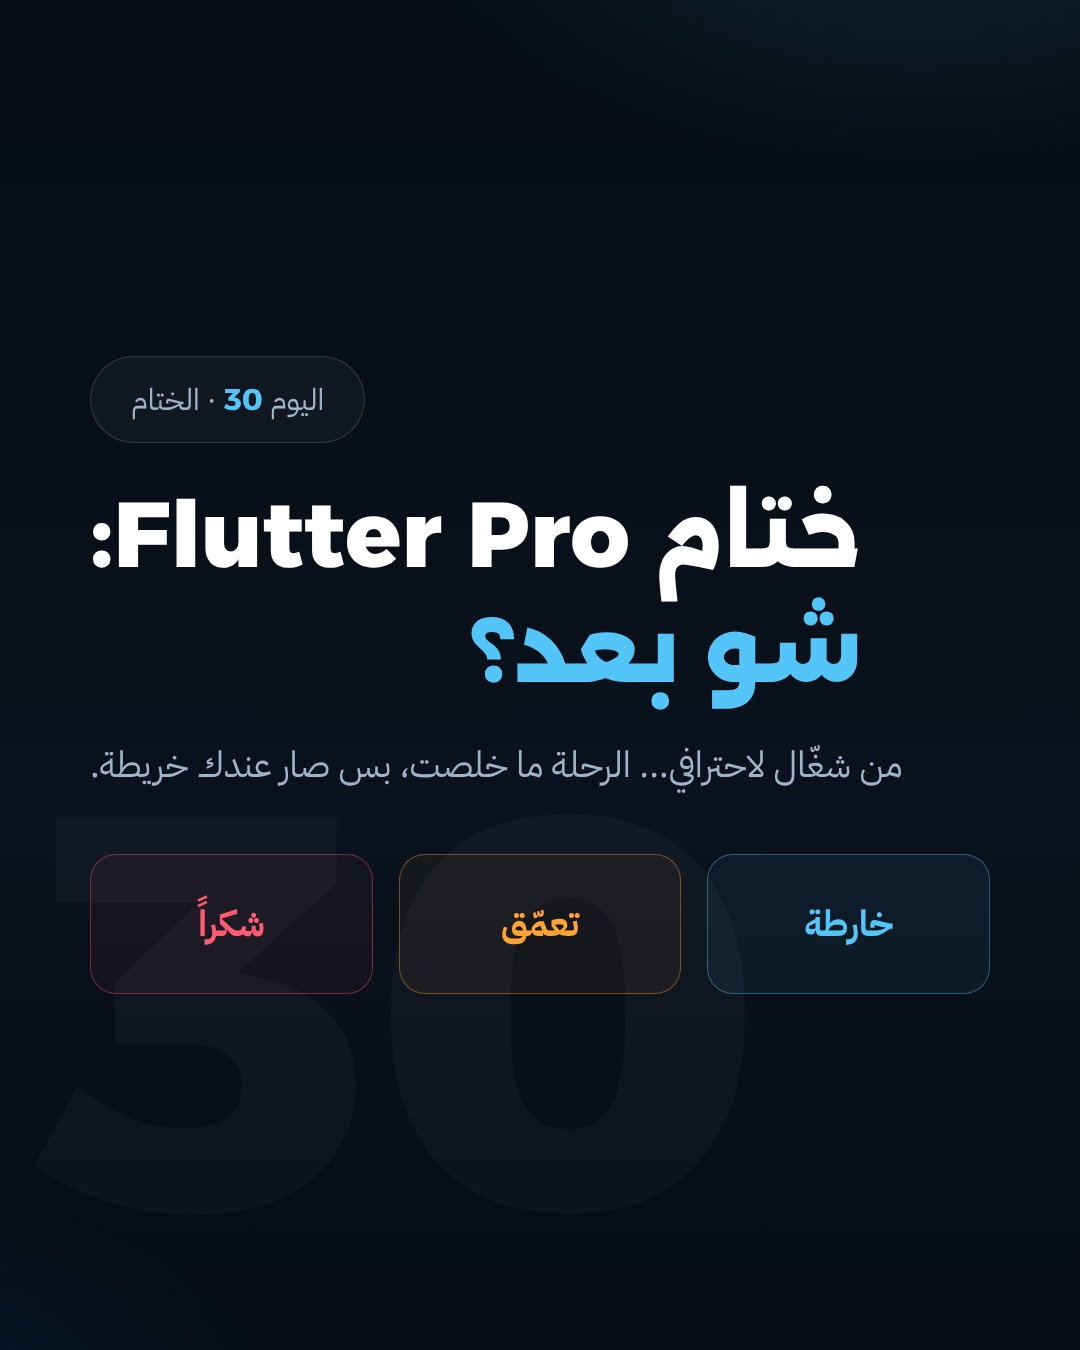 اليوم 30 · الختام
ختام Flutter Pro:
شو بعد؟
من شغّال لاحترافي... الرحلة ما خلصت، بس صار عندك خريطة.
خارطة
تعمّق
شكراً
30